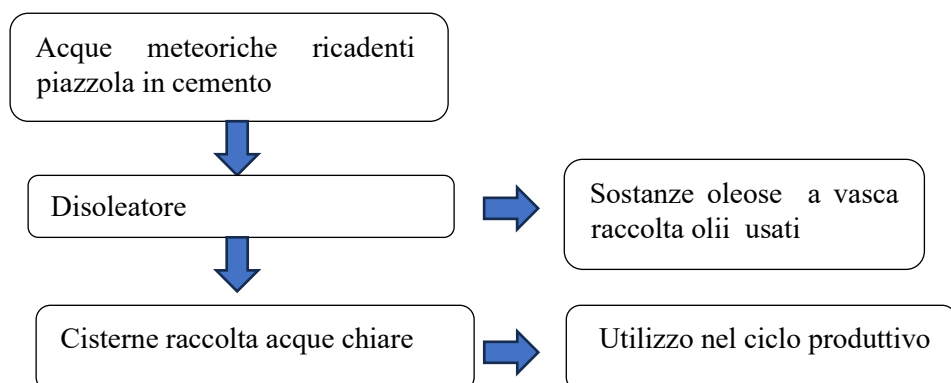 Acque meteoriche ricadenti
piazzola in cemento
Disoleatore
Sostanze oleose a vasca
raccolta olii usati
Cisterne raccolta acque chiare
Utilizzo nel ciclo produttivo